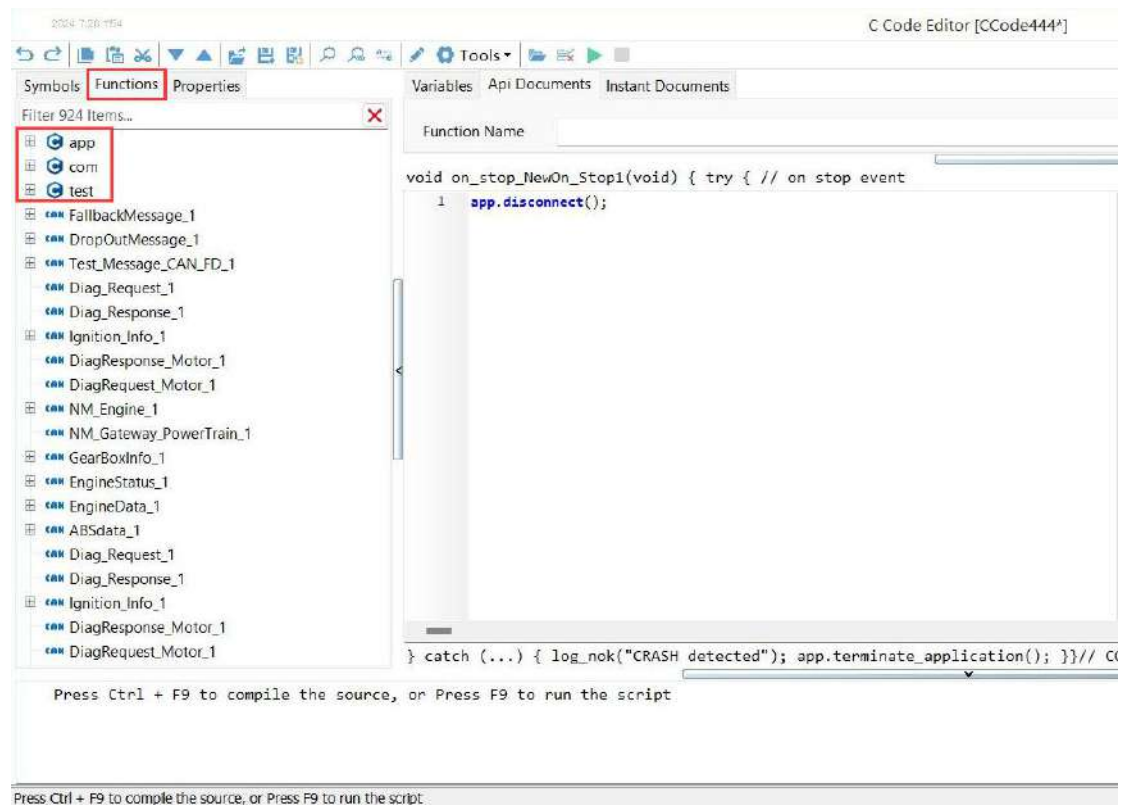 C Code Editor [CCode444*]
Tools
Symbols Functions Properties
Variables Api Documents Instant Documents
Filter 924 Items...
Function Name
app
com
test
FallbackMessage_1
DropOutMessage_1
Test_Message_CAN_FD_1
Diag_Request_1
Diag_Response_1
Ignition_Info_1
DiagResponse_Motor_1
DiagRequest_Motor_1
NM_Engine_1
NM_Gateway_PowerTrain_1
GearBoxInfo_1
EngineStatus_1
EngineData_1
ABSdata_1
Diag_Request_1
Diag_Response_1
Ignition_Info_1
DiagResponse_Motor_1
DiagRequest_Motor_1
void on_stop_NewOn_Stop1(void) { try { // on stop event
1 app.disconnect();
} catch (...) { log_nok("CRASH detected"); app.terminate_application(); }}// CO
Press Ctrl + F9 to compile the source, or Press F9 to run the script
Press Ctrl + F9 to comple the source, or Press F9 to run the script